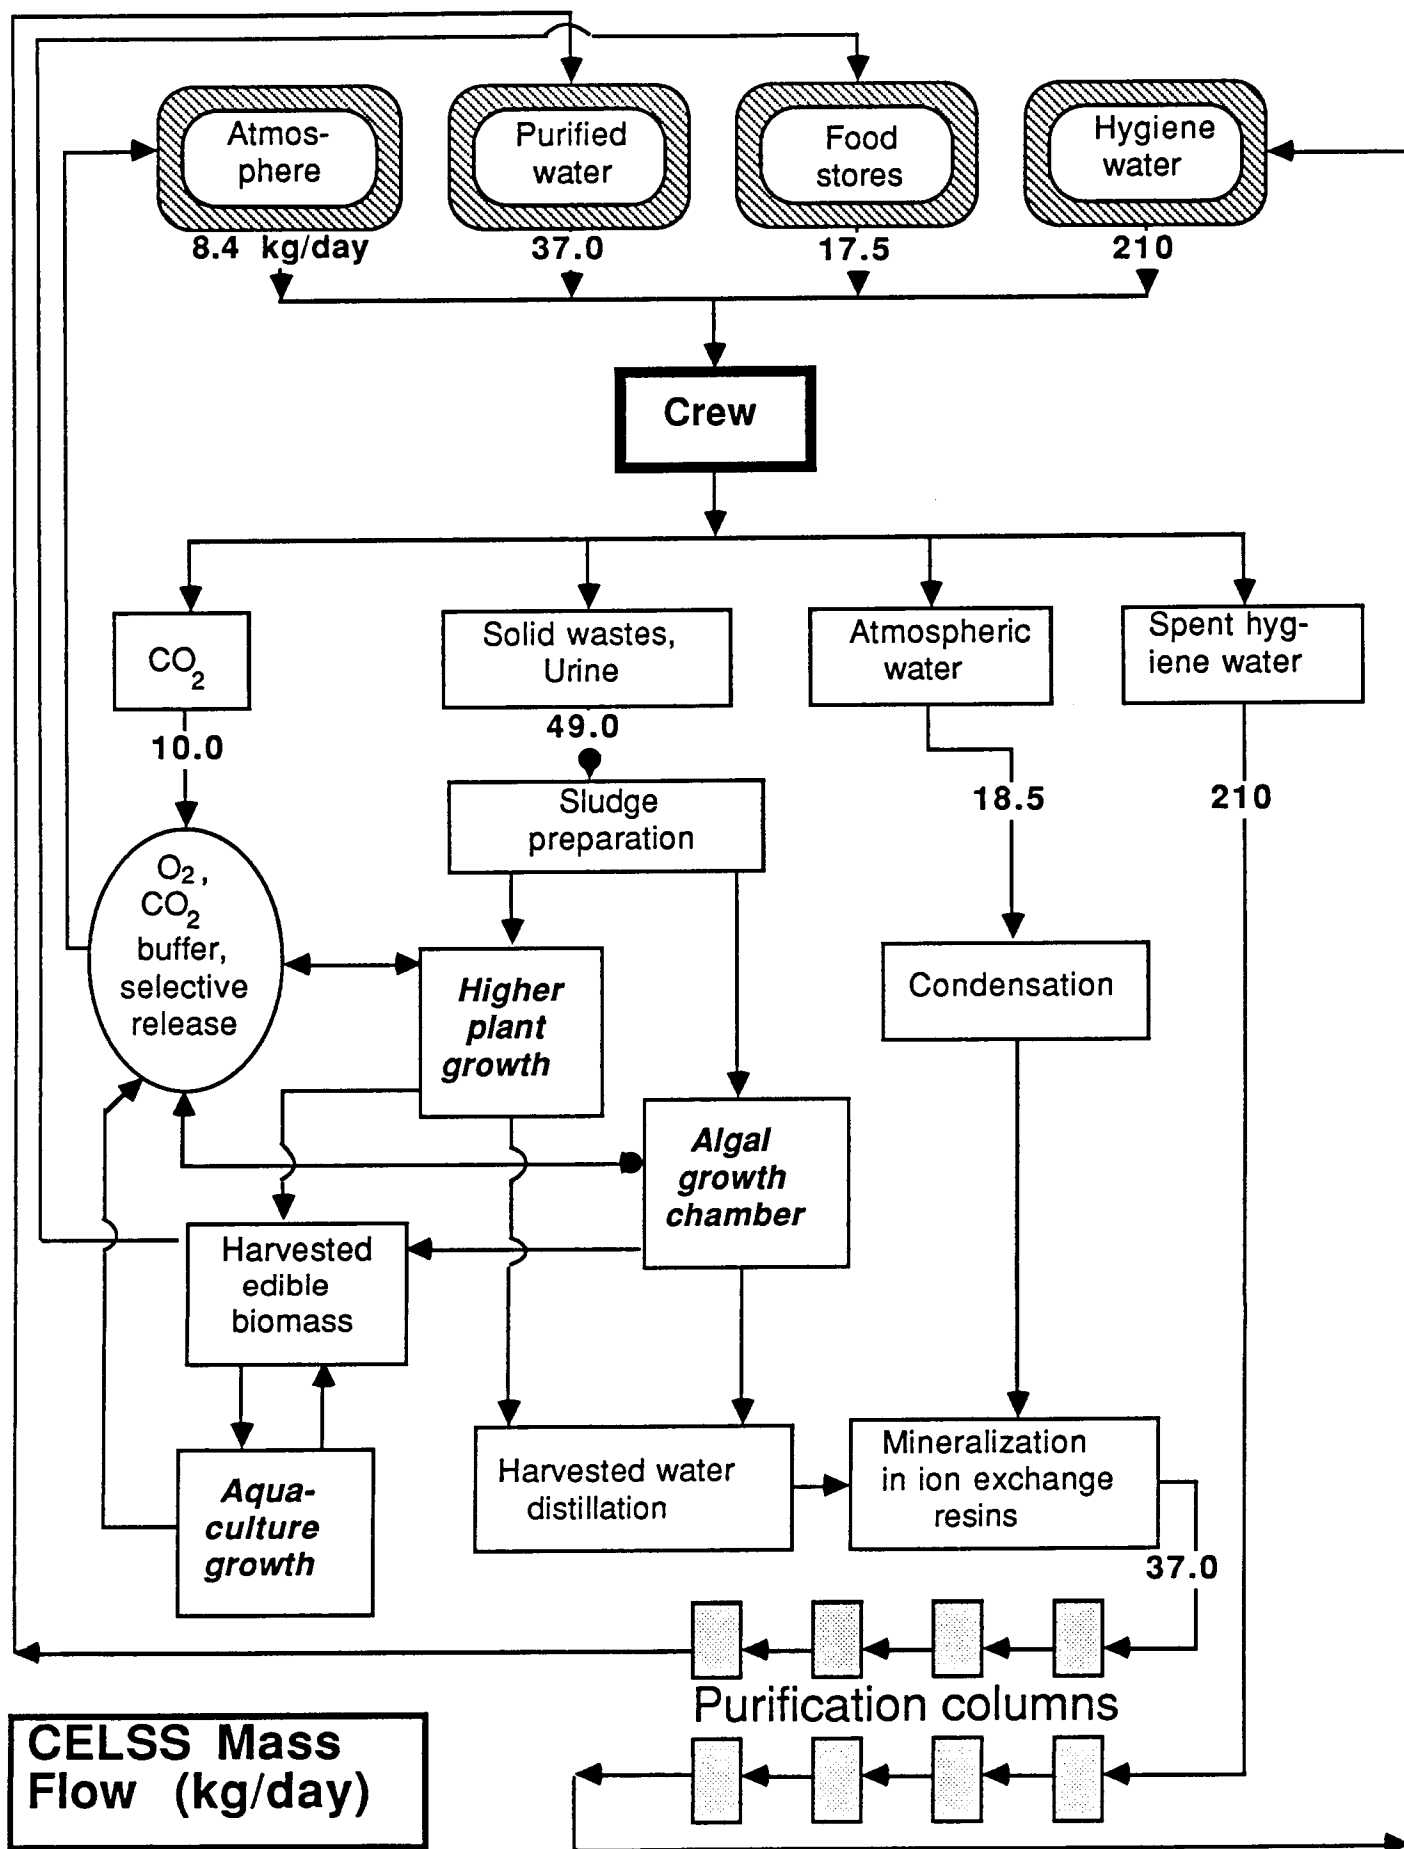 Atmos-
phere
Purified
water
Food
stores
Hygiene
water
8.4 kg/day
37.0
17.5
210
Crew
CO2
Solid wastes,
Urine
Atmospheric
water
Spent hyg-
iene water
10.0
49.0
18.5
210
Sludge
preparation
O2,
CO2
buffer,
selective
release
Higher
plant
growth
Condensation
Algal
growth
chamber
Harvested
edible
biomass
Aqua-
culture
growth
Harvested water
distillation
Mineralization
in ion exchange
resins
37.0
Purification columns
CELSS Mass
Flow (kg/day)